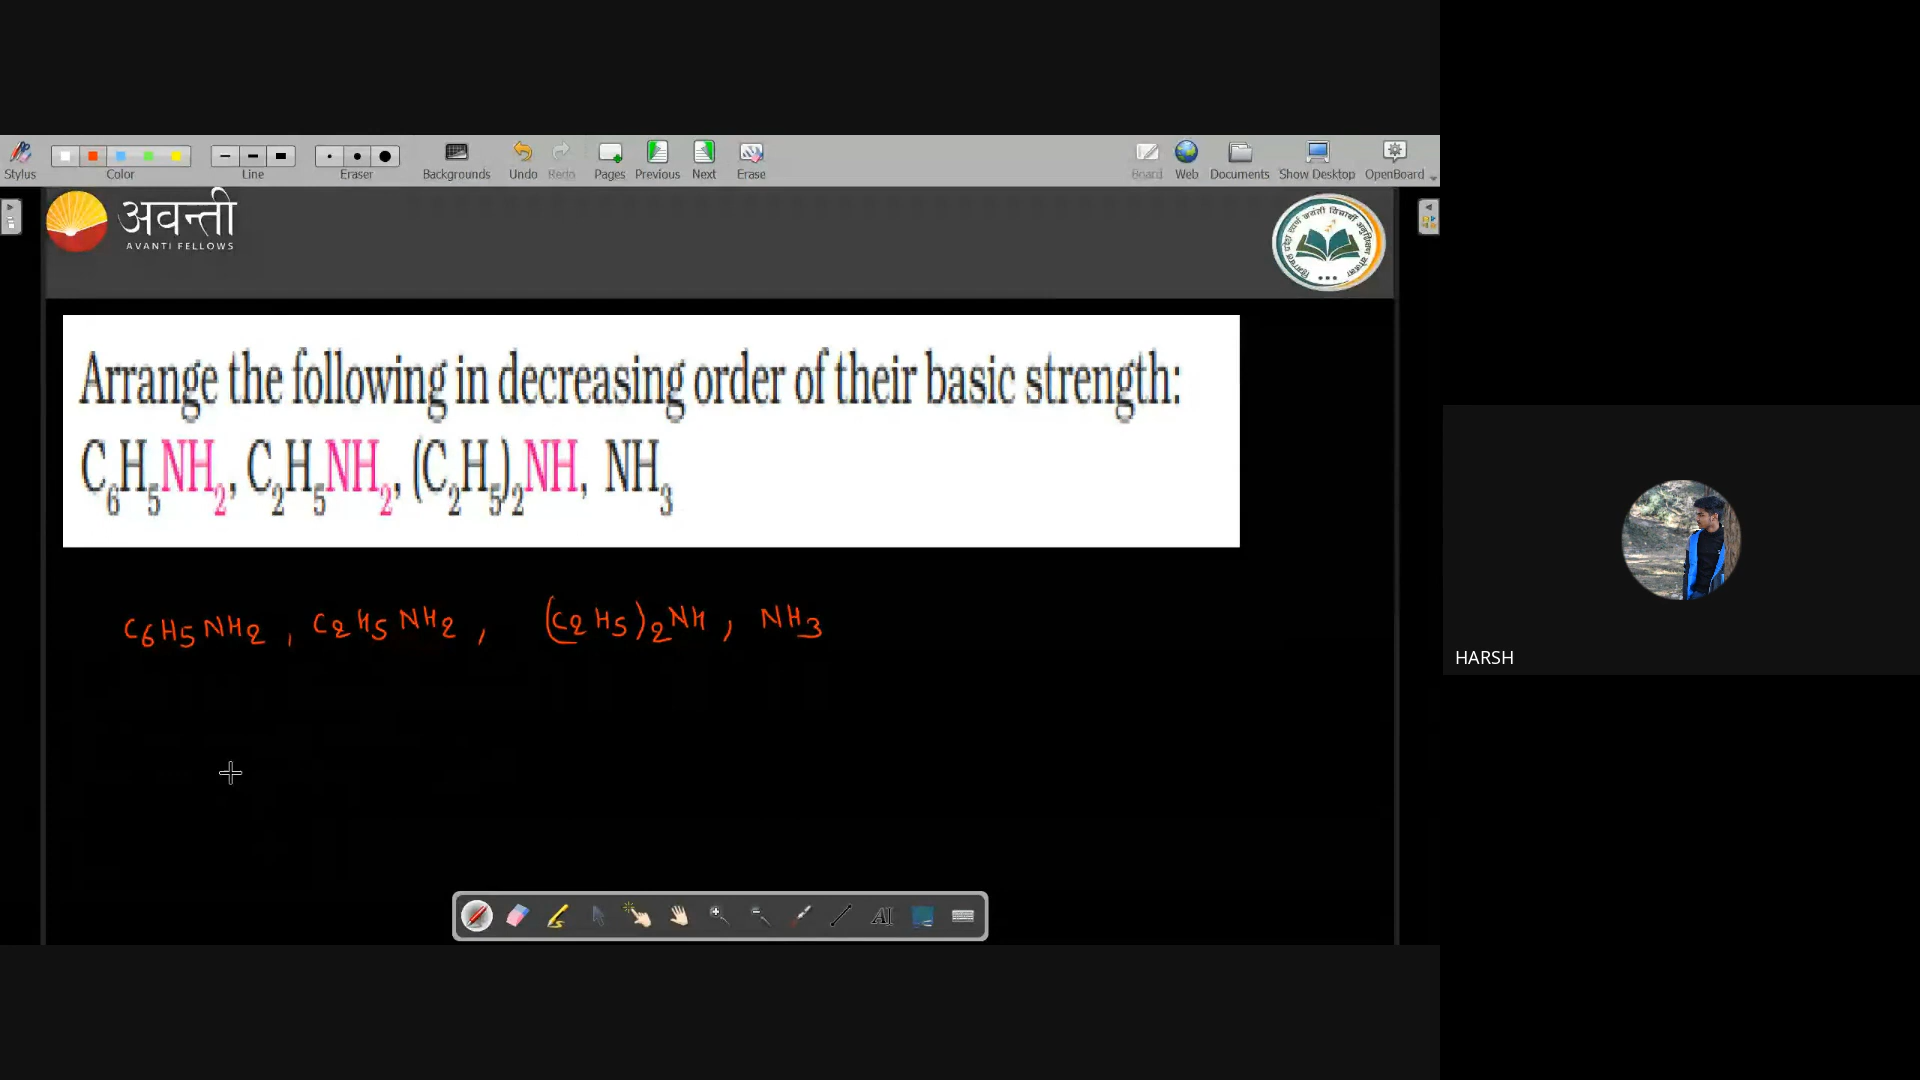 Stylus Color Line Eraser Backgrounds Undo Redo Pages Previous Next Erase Board Web Documents Show Desktop OpenBoard
अवन्ती
AVANTI FELLOWS
Arrange the following in decreasing order of their basic strength:
C₆H₅NH₂, C₂H₅NH₂, (C₂H₅)₂NH, NH₃
C₆H₅NH₂, C₂H₅NH₂, (C₂H₅)₂NH, NH₃
HARSH
AI